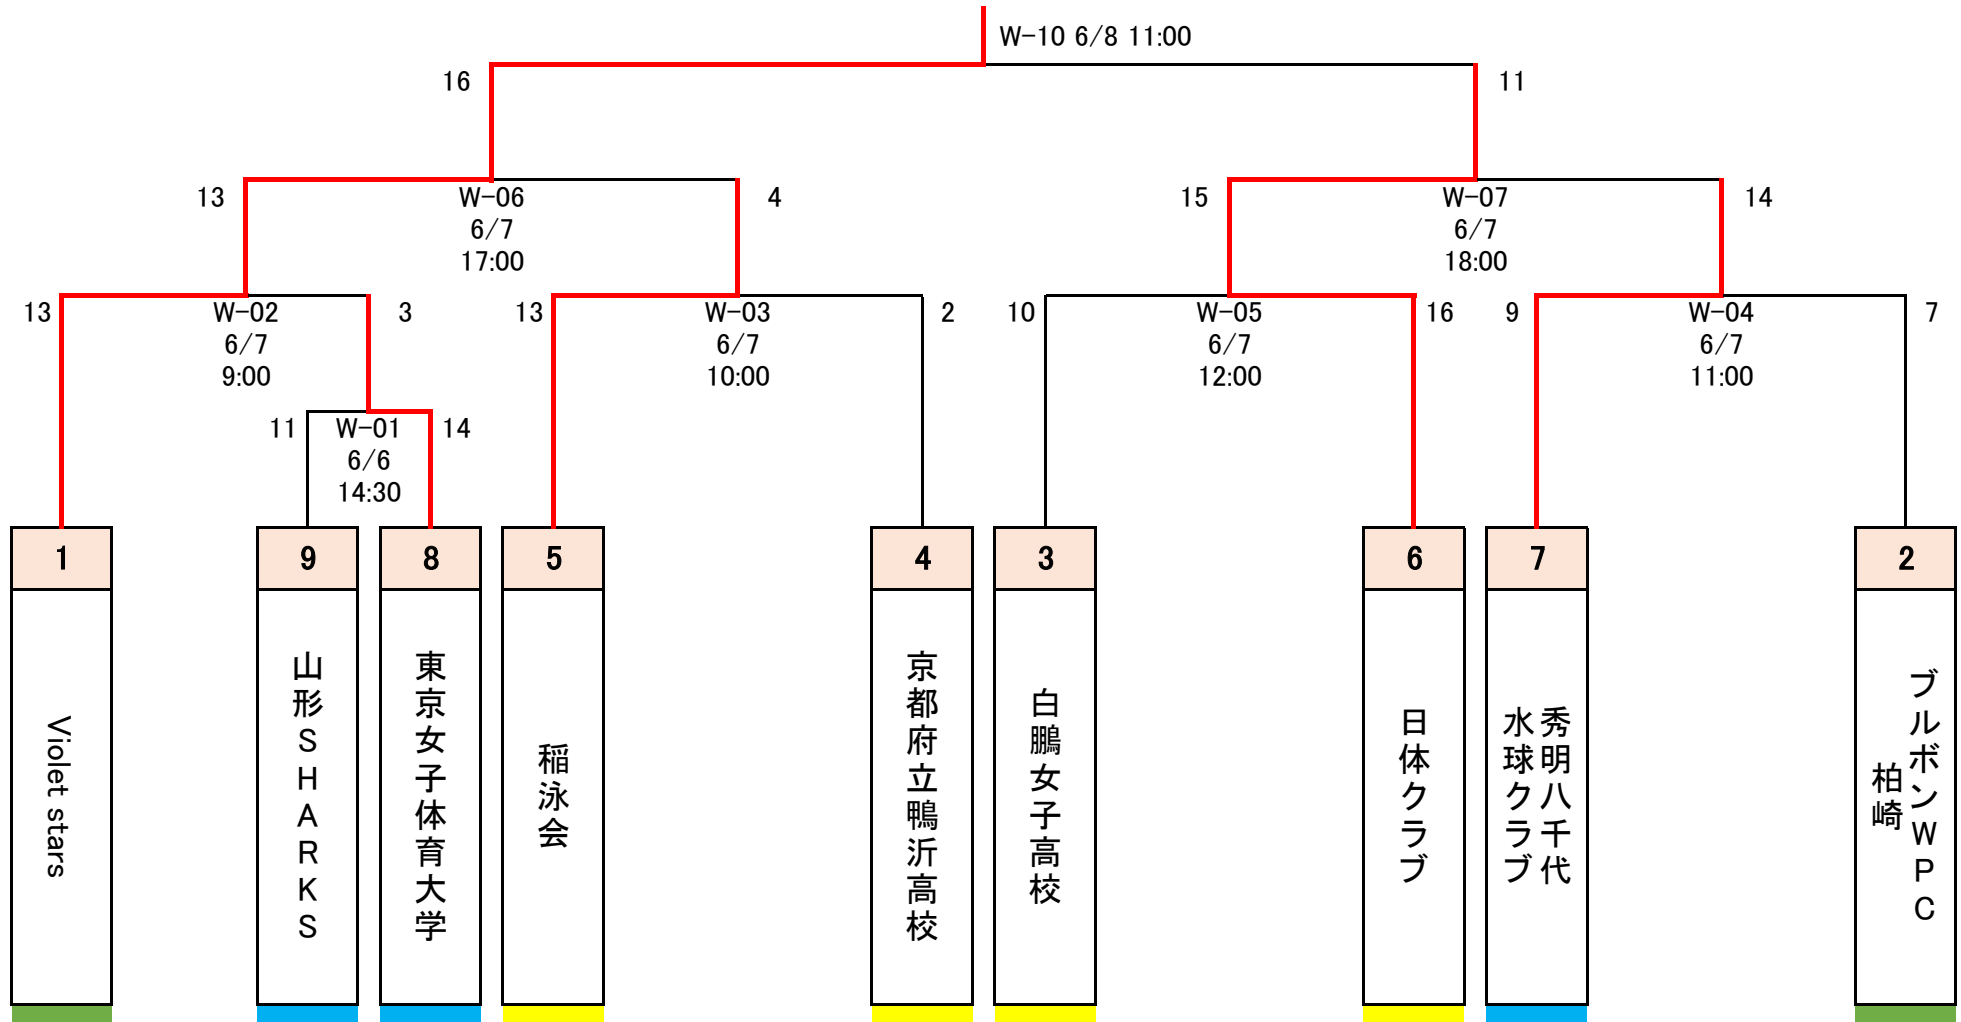 W-10 6/8 11:00
16
11
13
W-06
6/7
17:00
4
15
W-07
6/7
18:00
14
13
W-02
6/7
9:00
3
13
W-03
6/7
10:00
2
10
W-05
6/7
12:00
16
9
W-04
6/7
11:00
7
11
W-01
6/6
14:30
14
1
9
8
5
4
3
6
7
2
Violet stars
山形SHARKS
東京女子体育大学
稲泳会
京都府立鴨沂高校
白鵬女子高校
日体クラブ
秀明八千代
水球クラブ
ブルボンWPC
柏崎